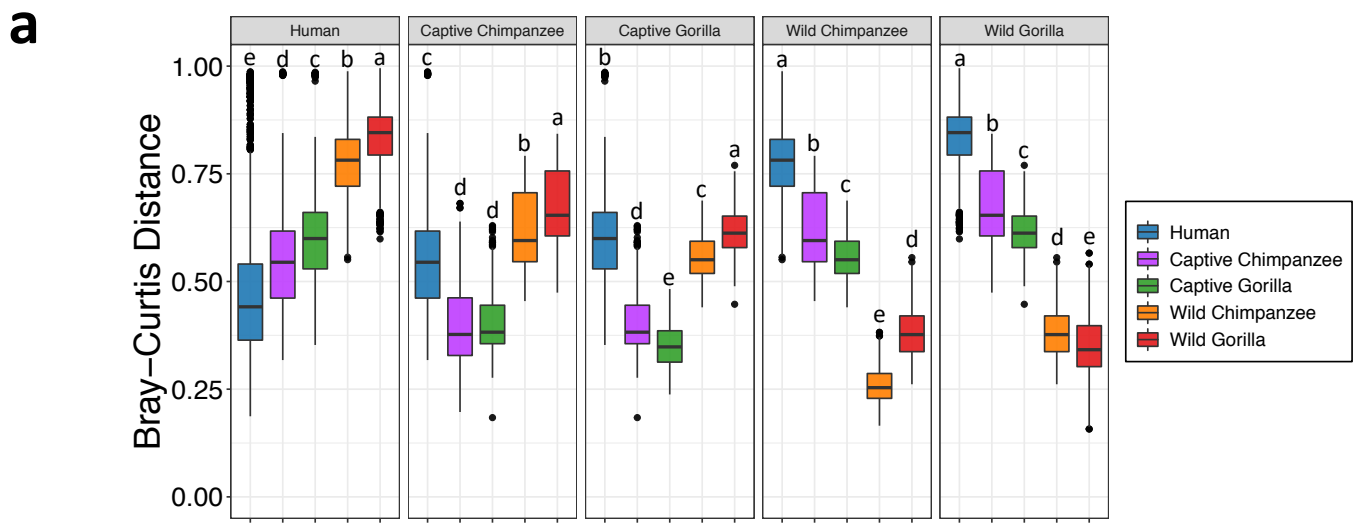 a
Human
Captive Chimpanzee
Captive Gorilla
Wild Chimpanzee
Wild Gorilla
e d c b a
c d d b a
b d e c a
a b c e d
a b c d e
Bray−Curtis Distance
1.00
0.75
0.50
0.25
0.00
Human
Captive Chimpanzee
Captive Gorilla
Wild Chimpanzee
Wild Gorilla